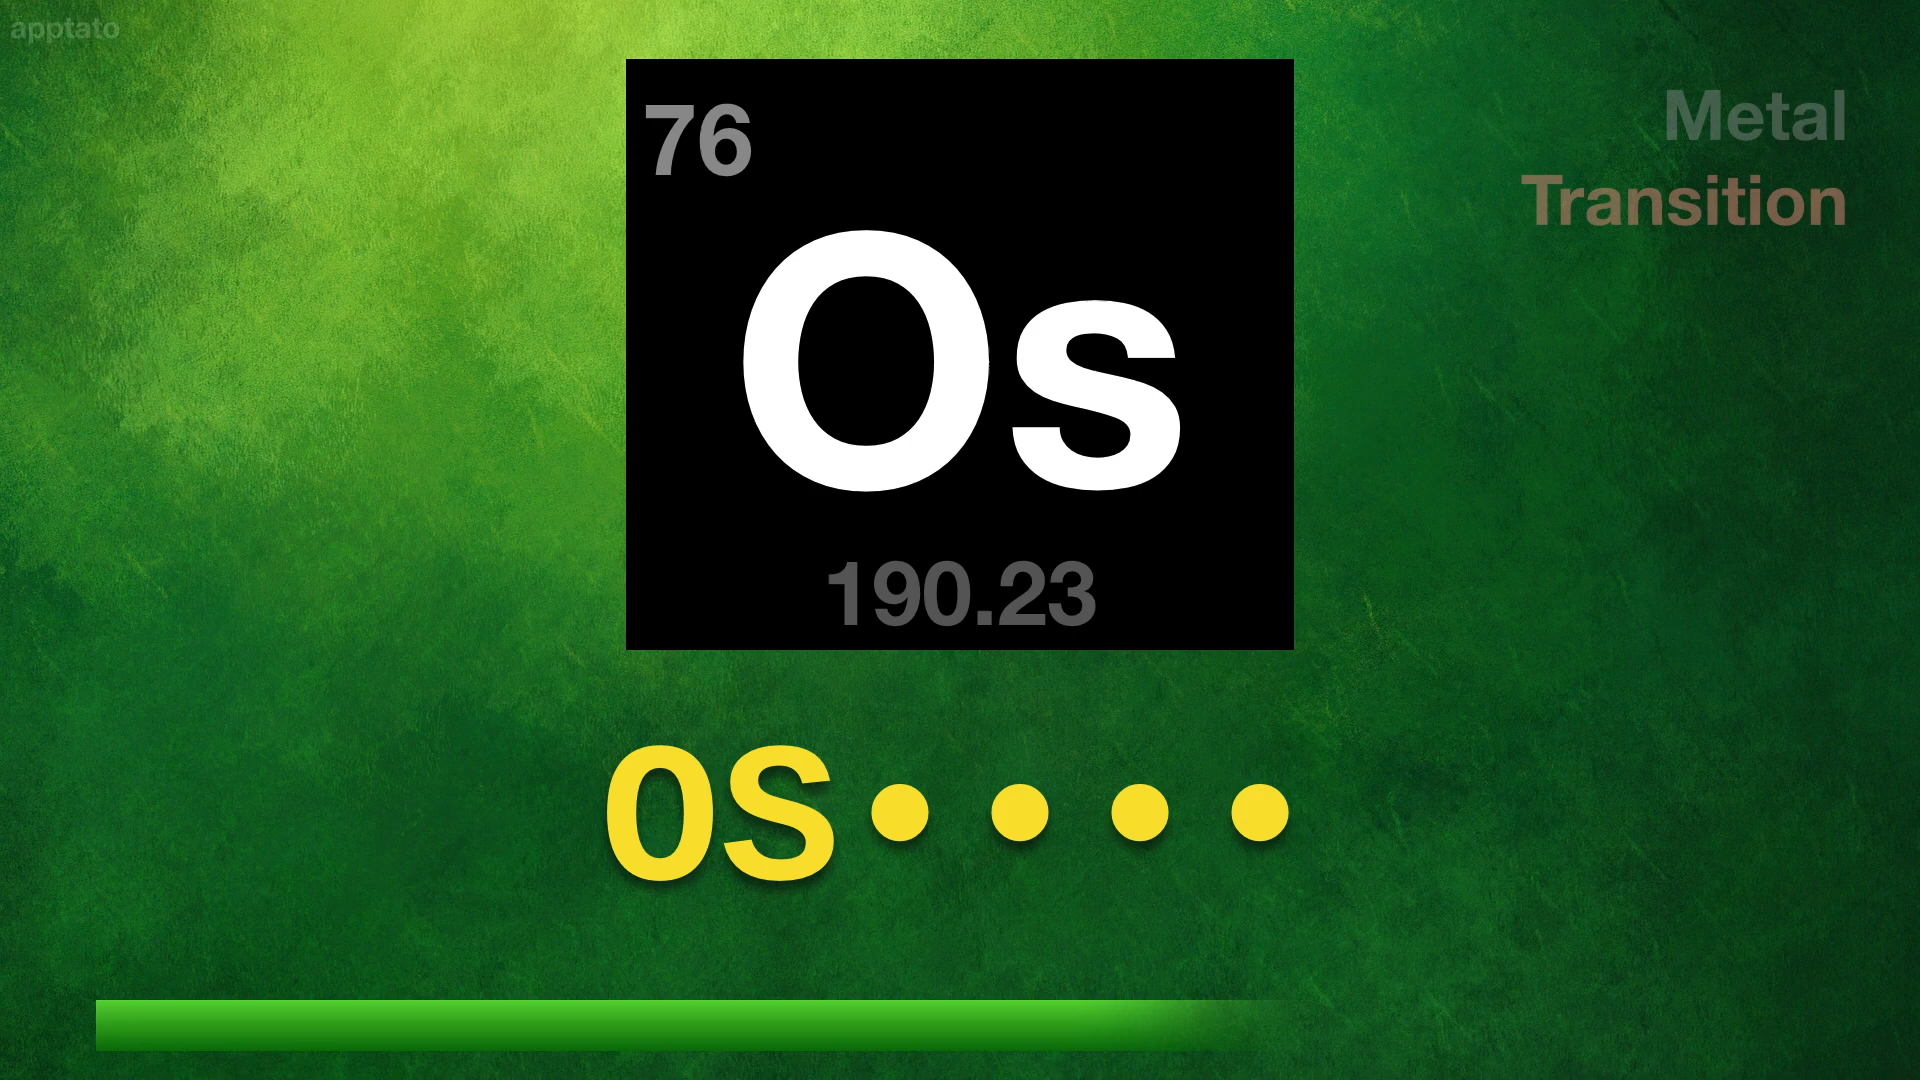 apptato
76
Metal
Transition
Os
190.23
OS••••